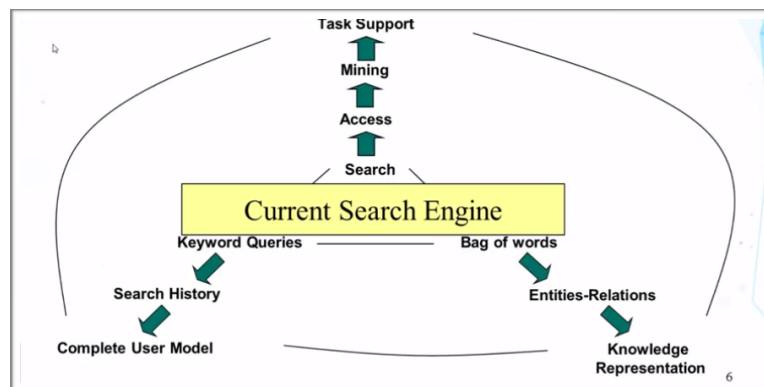 Task Support
Mining
Access
Search
Current Search Engine
Keyword Queries
Bag of words
Search History
Entities-Relations
Complete User Model
Knowledge
Representation
6